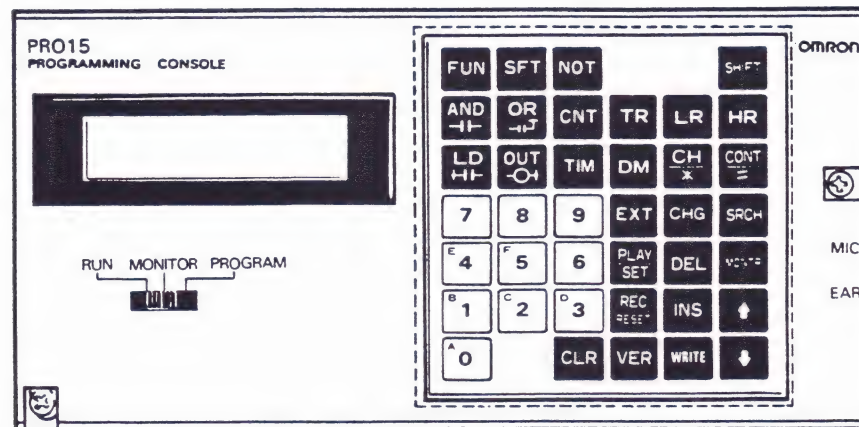 PRO15
PROGRAMMING CONSOLE
OMRON
FUN SFT NOT SHIFT
AND OR CNT TR LR HR
LD OUT TIM DM CH * CONT =
7 8 9 EXT CHG SRCH
E 4 F 5 6 PLAY SET DEL MONTR
B 1 C 2 D 3 REC RESET INS
A 0 CLR VER WRITE
RUN MONITOR PROGRAM
MIC
EAR